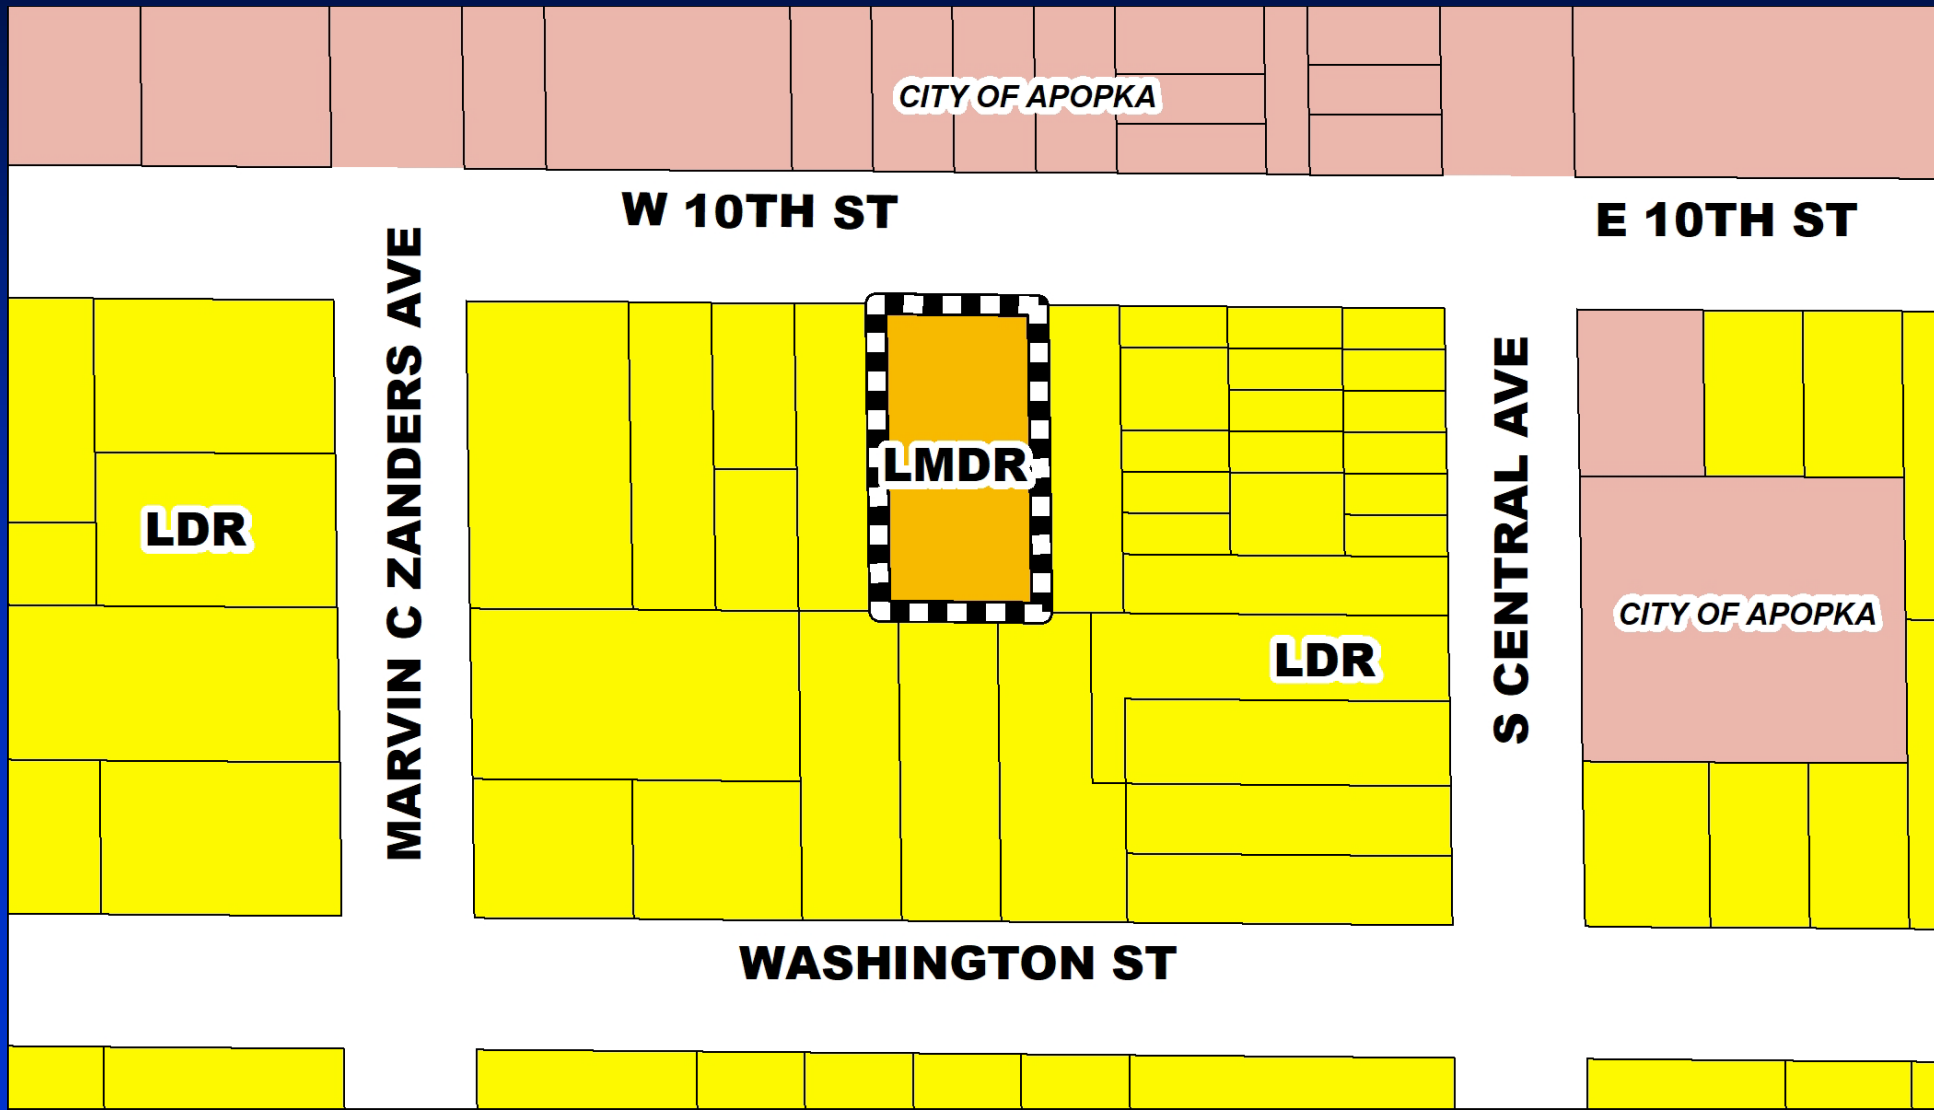 CITY OF APOPKA
W 10TH ST
E 10TH ST
MARVIN C ZANDERS AVE
S CENTRAL AVE
LMDR
LDR
CITY OF APOPKA
LDR
WASHINGTON ST